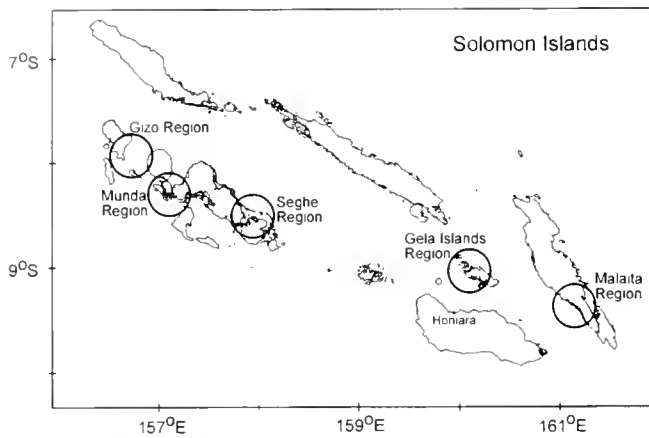 Solomon Islands
7°S
Gizo Region
Munda
Region
Seghe
Region
Gela Islands
Region
9°S
Malaita
Region
Honiara
157°E
159°E
161°E